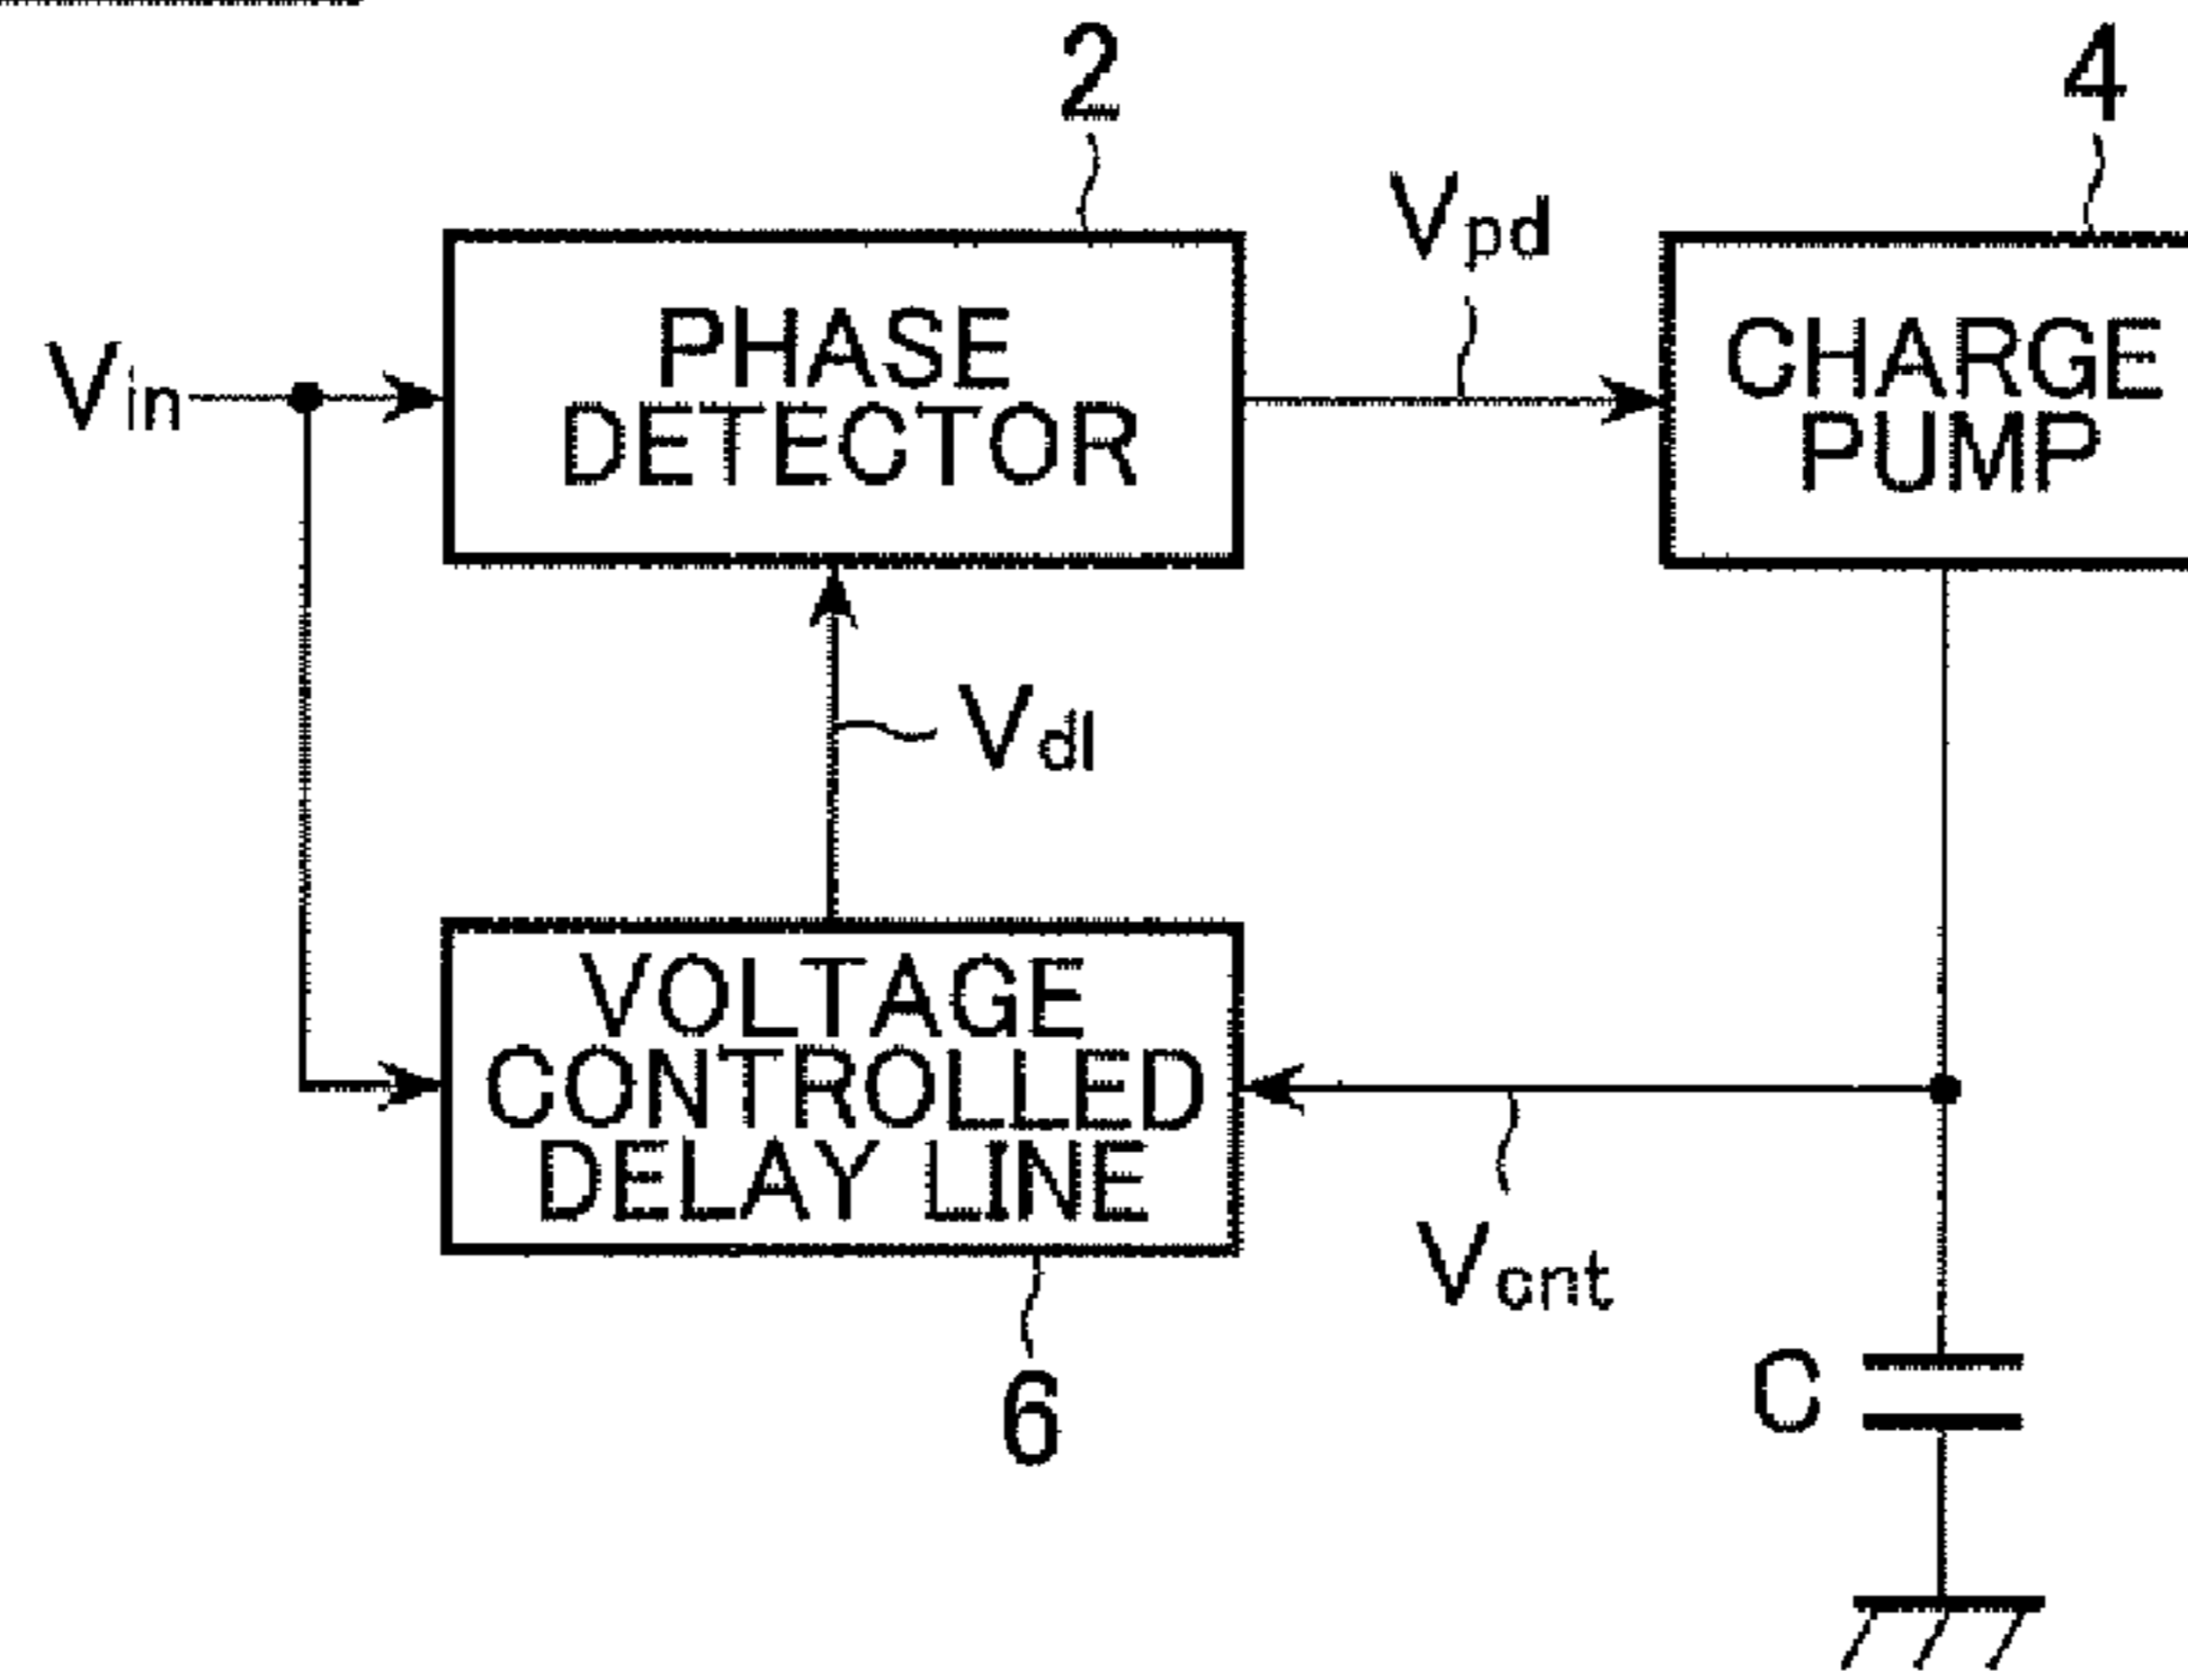 2
4
Vpd
Vin
PHASE
DETECTOR
CHARGE
PUMP
Vdl
VOLTAGE
CONTROLLED
DELAY LINE
Vcnt
C
6